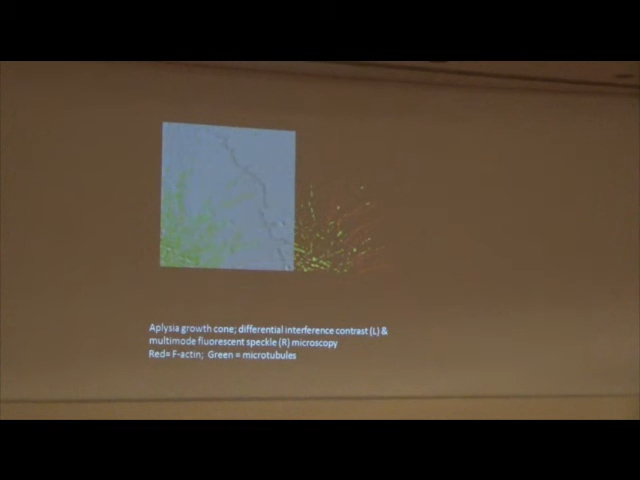 Aplysia growth cone; differential interference contrast (L) &
multimode fluorescent speckle (R) microscopy
Red= F-actin;  Green = microtubules